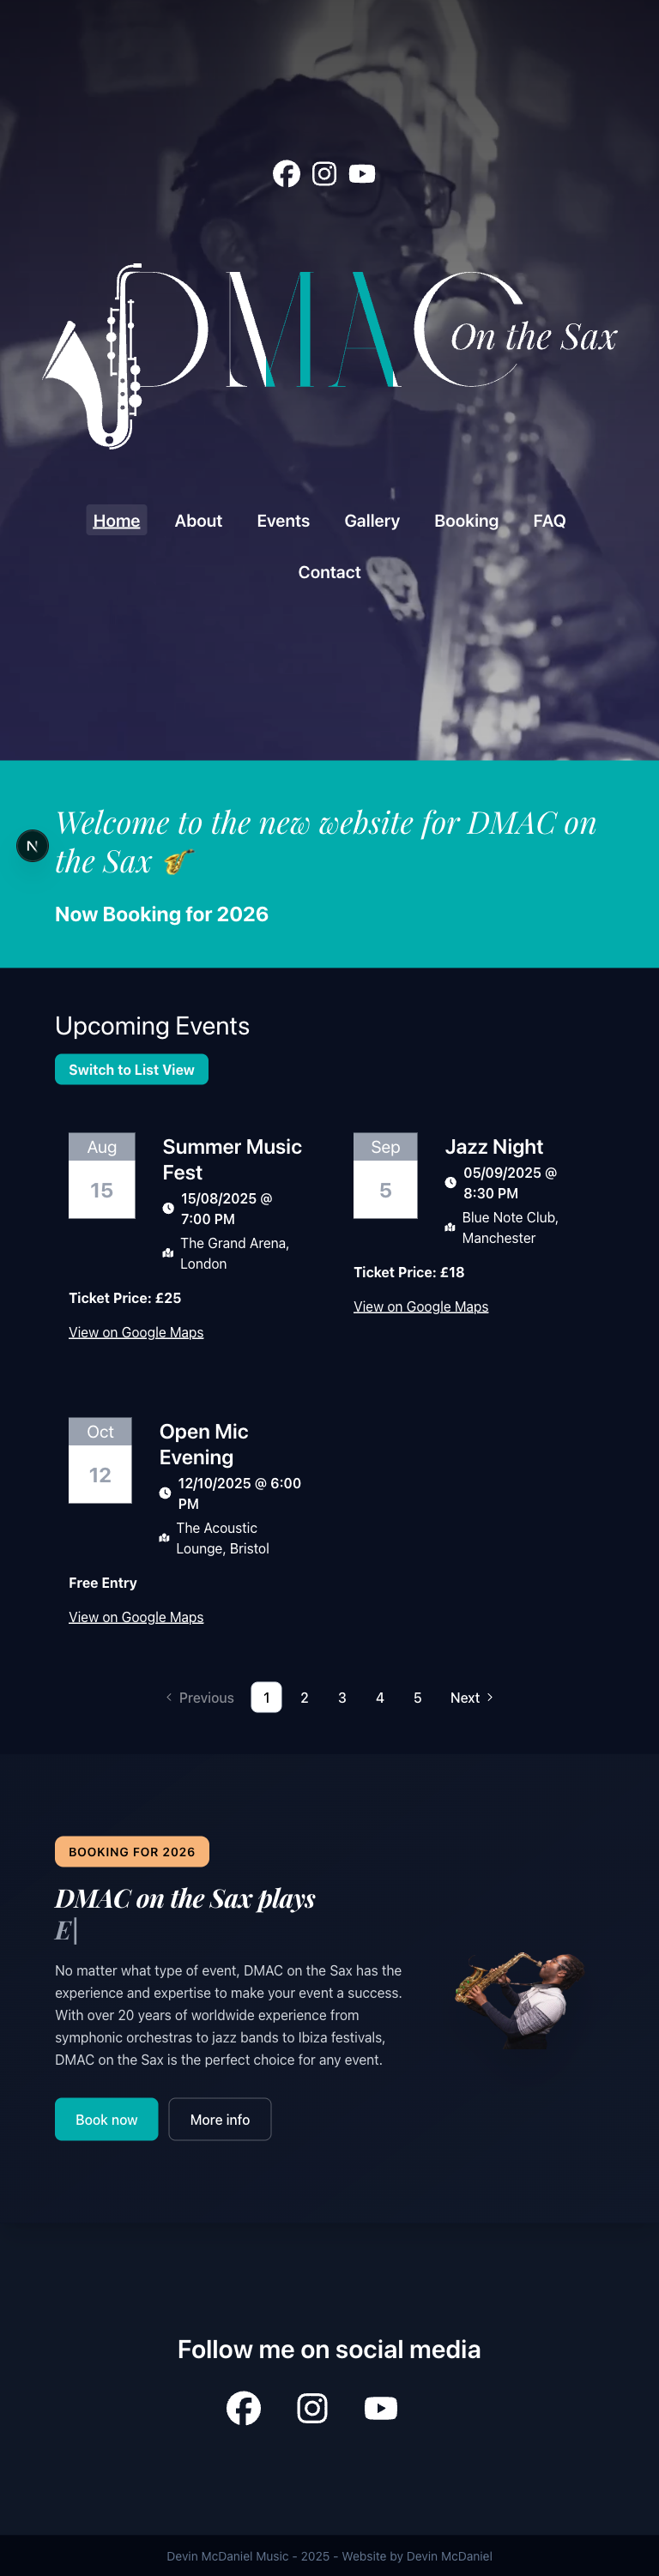 DMAC
On the Sax
Home About Events Gallery Booking FAQ
Contact
Welcome to the new website for DMAC on
the Sax 🎷
N
Now Booking for 2026
Upcoming Events
Switch to List View
Aug
15
Summer Music
Fest
15/08/2025 @
7:00 PM
The Grand Arena,
London
Ticket Price: £25
View on Google Maps
Sep
5
Jazz Night
05/09/2025 @
8:30 PM
Blue Note Club,
Manchester
Ticket Price: £18
View on Google Maps
Oct
12
Open Mic
Evening
12/10/2025 @ 6:00
PM
The Acoustic
Lounge, Bristol
Free Entry
View on Google Maps
Previous 1 2 3 4 5 Next
BOOKING FOR 2026
DMAC on the Sax plays
E|
No matter what type of event, DMAC on the Sax has the
experience and expertise to make your event a success.
With over 20 years of worldwide experience from
symphonic orchestras to jazz bands to Ibiza festivals,
DMAC on the Sax is the perfect choice for any event.
Book now More info
Follow me on social media
Devin McDaniel Music - 2025 - Website by Devin McDaniel